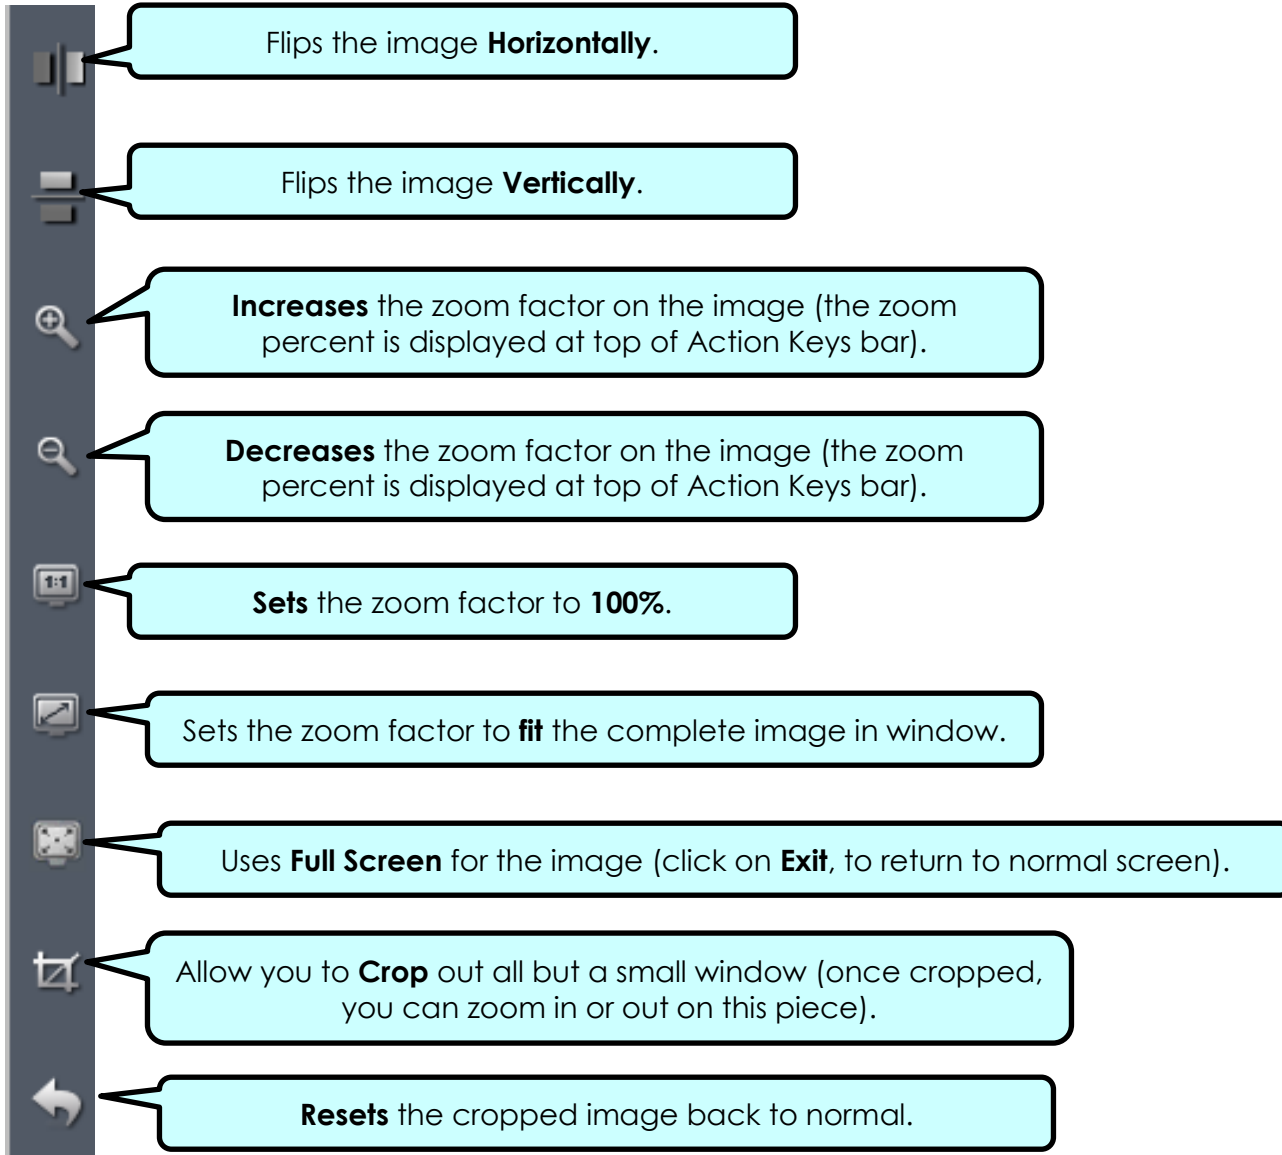 Flips the image Horizontally.
Flips the image Vertically.
Increases the zoom factor on the image (the zoom
percent is displayed at top of Action Keys bar).
Decreases the zoom factor on the image (the zoom
percent is displayed at top of Action Keys bar).
1:1
Sets the zoom factor to 100%.
Sets the zoom factor to fit the complete image in window.
Uses Full Screen for the image (click on Exit, to return to normal screen).
Allow you to Crop out all but a small window (once cropped,
you can zoom in or out on this piece).
Resets the cropped image back to normal.